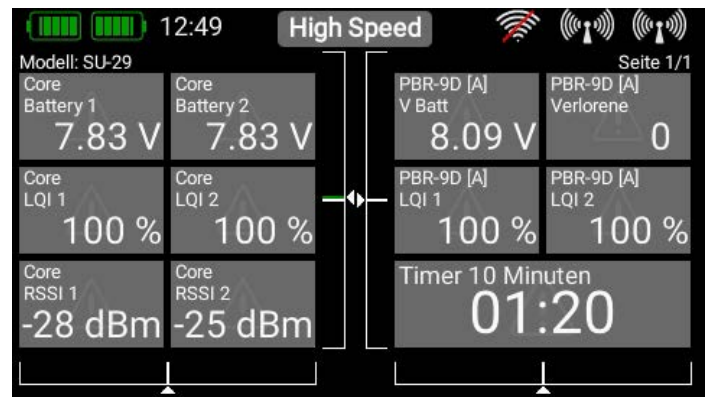 12:49
High Speed
Modell: SU-29
Seite 1/1
Core
Battery 1
7.83 V
Core
Battery 2
7.83 V
PBR-9D [A]
V Batt
8.09 V
PBR-9D [A]
Verlorene
0
Core
LQI 1
100 %
Core
LQI 2
100 %
PBR-9D [A]
LQI 1
100 %
PBR-9D [A]
LQI 2
100 %
Core
RSSI 1
-28 dBm
Core
RSSI 2
-25 dBm
Timer 10 Minuten
01:20